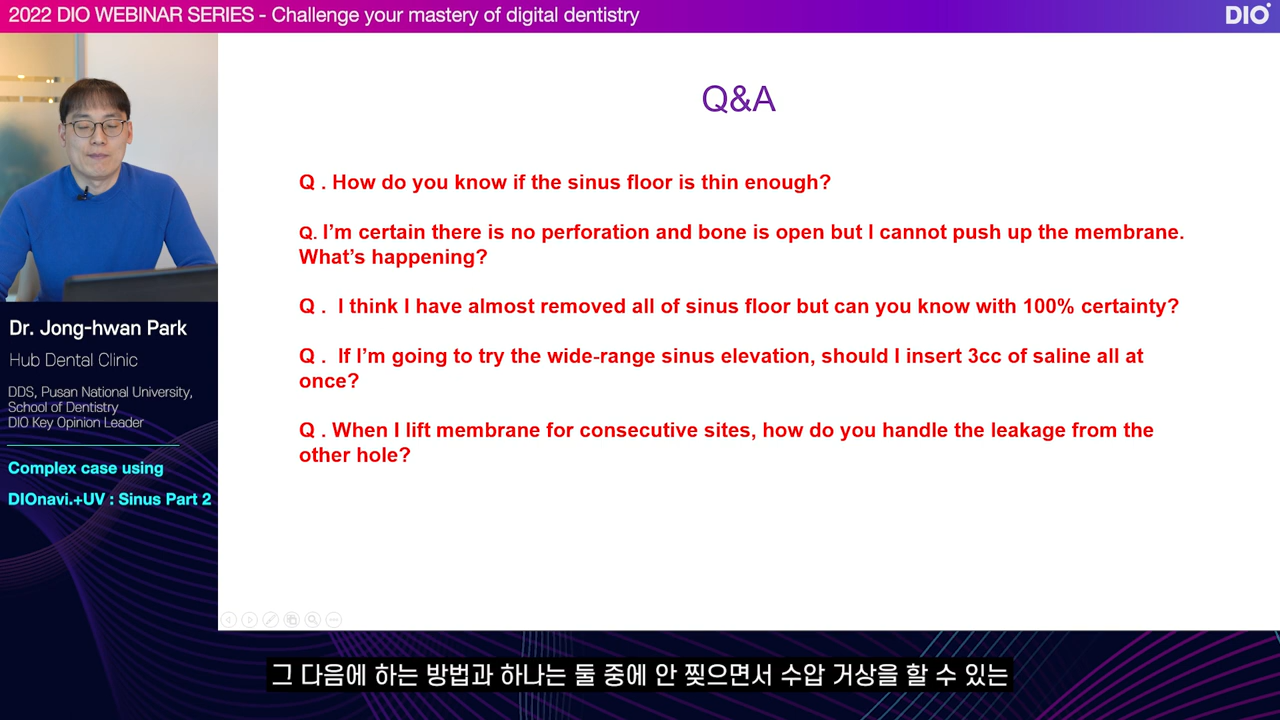 2022 DIO WEBINAR SERIES - Challenge your mastery of digital dentistry
DIO
Q&A
Q . How do you know if the sinus floor is thin enough?
Q. I’m certain there is no perforation and bone is open but I cannot push up the membrane.
What’s happening?
Q . I think I have almost removed all of sinus floor but can you know with 100% certainty?
Q . If I’m going to try the wide-range sinus elevation, should I insert 3cc of saline all at
once?
Q . When I lift membrane for consecutive sites, how do you handle the leakage from the
other hole?
Dr. Jong-hwan Park
Hub Dental Clinic
DDS, Pusan National University,
School of Dentistry
DIO Key Opinion Leader
Complex case using
DIOnavi.+UV : Sinus Part 2
그 다음에 하는 방법과 하나는 둘 중에 안 찢으면서 수압 거상을 할 수 있는